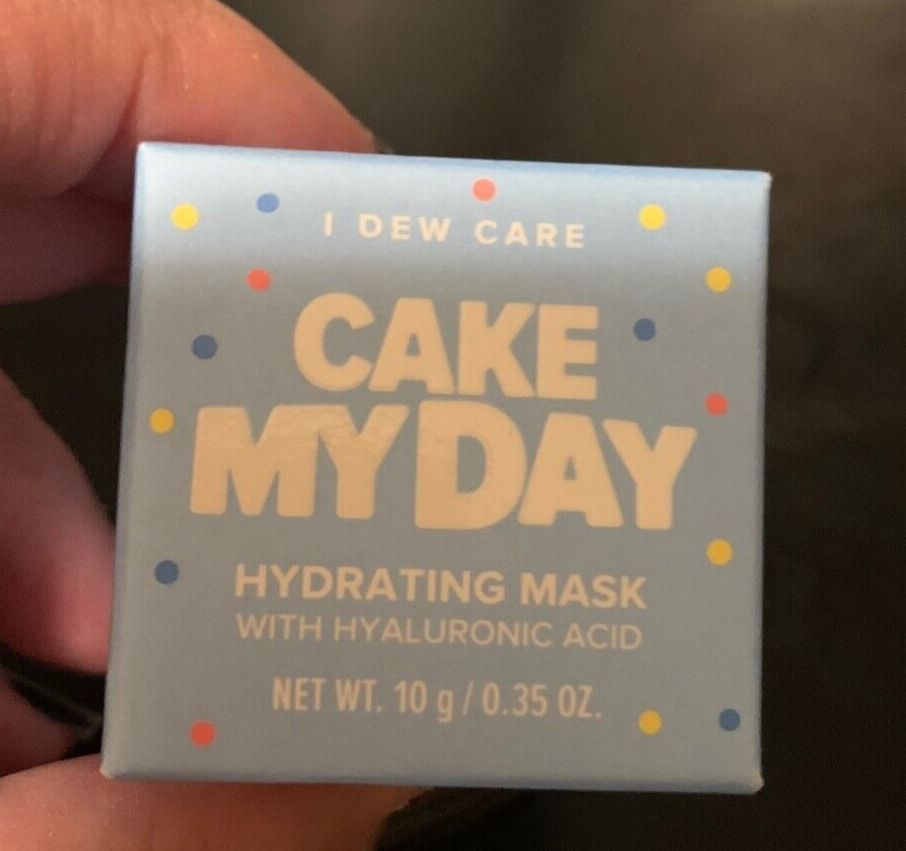 I DEW CARE
CAKE
MY DAY
HYDRATING MASK
WITH HYALURONIC ACID
NET WT. 10 g / 0.35 OZ.